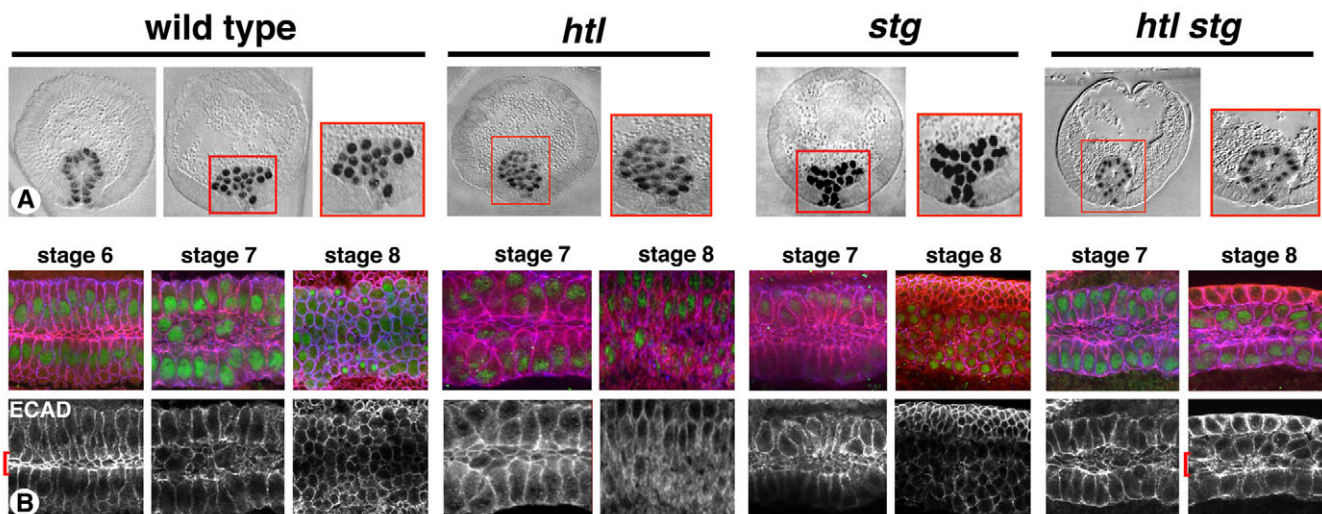 wild type htl stg htl stg
A
stage 6 stage 7 stage 8 stage 7 stage 8 stage 7 stage 8 stage 7 stage 8
ECAD
B